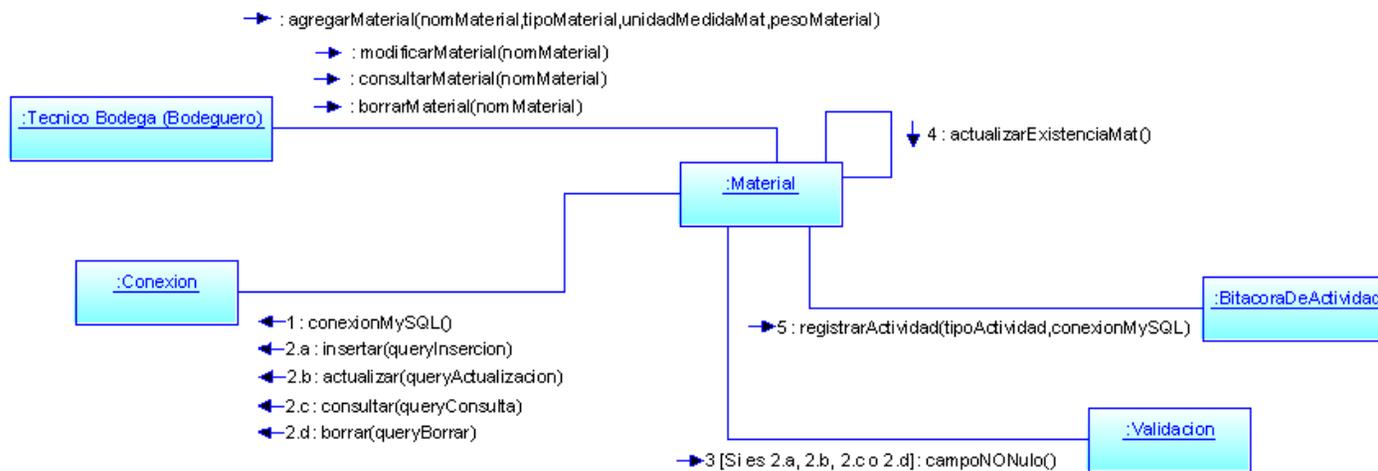 : agregarMaterial(nomMaterial,tipoMaterial,unidadMedidaMat,pesoMaterial)
: modificarMaterial(nomMaterial)
: consultarMaterial(nomMaterial)
: borrarMaterial(nomMaterial)
:Tecnico Bodega (Bodeguero)
4 : actualizarExistenciaMat()
:Material
:Conexion
:BitacoraDeActividad
1 : conexionMySQL()
5 : registrarActividad(tipoActividad,conexionMySQL)
2.a : insertar(queryInsercion)
2.b : actualizar(queryActualizacion)
2.c : consultar(queryConsulta)
2.d : borrar(queryBorrar)
:Validacion
3 [Si es 2.a, 2.b, 2.c o 2.d] : campoNONulo()